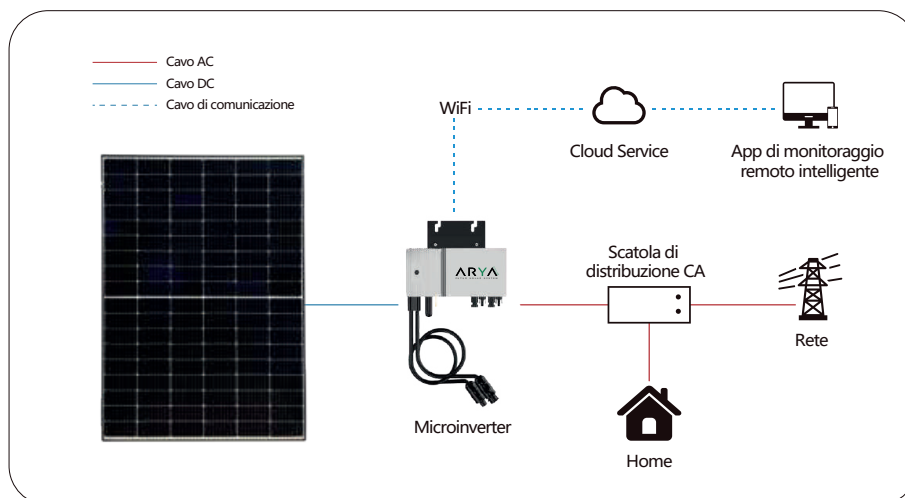 Cavo AC
Cavo DC
Cavo di comunicazione
WiFi
Cloud Service
App di monitoraggio
remoto intelligente
ARYA
Scatola di
distribuzione CA
Rete
Microinverter
Home